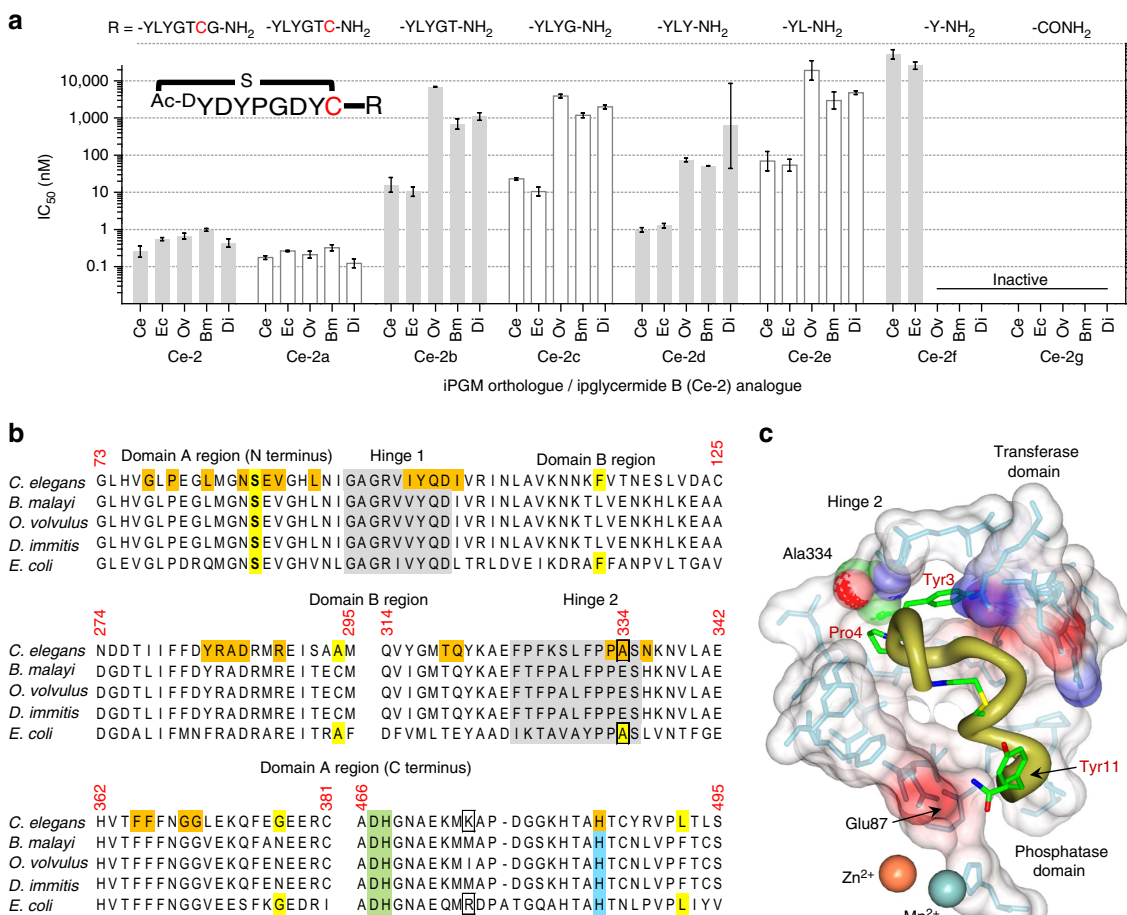 a
R = -YLYGTCG-NH2 -YLYGTC-NH2 -YLYGT-NH2 -YLYG-NH2 -YLY-NH2 -YL-NH2 -Y-NH2 -CONH2
S
Ac-DYDYPGDYC—R
IC50 (nM)
10,000
1,000
100
10
1
0.1
Inactive
Ce Ec Ov Bm Di Ce Ec Ov Bm Di Ce Ec Ov Bm Di Ce Ec Ov Bm Di Ce Ec Ov Bm Di Ce Ec Ov Bm Di Ce Ec Ov Bm Di Ce Ec Ov Bm Di
Ce-2 Ce-2a Ce-2b Ce-2c Ce-2d Ce-2e Ce-2f Ce-2g
iPGM orthologue / ipglycermide B (Ce-2) analogue
b
73 Domain A region (N terminus) Hinge 1 Domain B region 125
C. elegans GLHVGLPEGLMGNSEVGHLNIGAGRVIYQDIVRINLAVKNNKFVTNESLVDAC
B. malayi GLHVGLPEGLMGNSEVGHLNIGAGRVVYQDIVRINLAVKNKTLVENKHLKEAA
O. volvulus GLHVGLPEGLMGNSEVGHLNIGAGRVVYQDIVRINLAVKNKTLVENKHLKEAA
D. immitis GLHVGLPEGLMGNSEVGHLNIGAGRVVYQDIVRINLAVKNKTLVENKHLKEAA
E. coli GLEVGLPDRQMGNSEVGHVNLGAGRIVYQDLTRLDVEIKDRAFFANPVLTGAV
274 Domain B region 295 314 Hinge 2 334 342
C. elegans NDDTIIFFDYRADRMREISAAM QVYGMTQYKAEFPFKSLFPPASNKNVLAE
B. malayi DGDTLIFFDYRADRMREITECM QVIGMTQYKAEFTFPALFPPESHKNVLAE
O. volvulus DGDTLIFFDYRADRMREITECM QVIGMTQYKAEFTFPALFPPESHKNVLAE
D. immitis DGDTLIFFDYRADRMREITECM QVIGMTQYKAEFTFPALFPPESHKNVLAE
E. coli DGDALIFMNFRADRAREITRAF DFVMLTEYAADIKTAVAYPPASLVNTFGE
362 Domain A region (C terminus) 381 466 495
C. elegans HVTFFFNGGLEKQFEGEERC ADHGNAEKMKAP-DGGKHTAHTCYRVPLTLS
B. malayi HVTFFFNGGVEKQFANEERC ADHGNAEKMMAP-DGSKHTAHTCNLVPFTCS
O. volvulus HVTFFFNGGVEKQFPNEERC ADHGNAEKMIAP-DGGKHTAHTCNLVPFTCS
D. immitis HVTFFFNGGVEKQFENEERC ADHGNAEKMMAP-DGSKHTAHTCNLVPFTCS
E. coli HVTFFFNGGVEESFKGEDRI ADHGNAEQMRDPATGQAHTAHTNLPVPLIYV
c
Transferase domain
Hinge 2
Ala334
Tyr3
Pro4
Tyr11
Glu87
Phosphatase domain
Zn2+
Mn2+